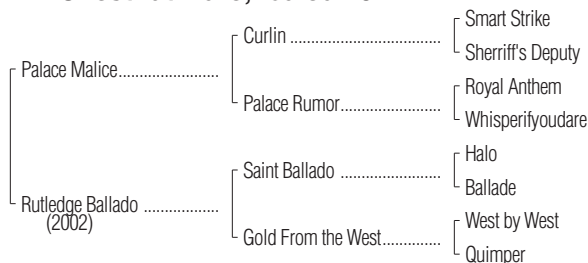 Smart Strike
Curlin ........................................
Sherriff's Deputy
Palace Malice.......................
Royal Anthem
Palace Rumor..........................
Whisperifyoudare
Halo
Saint Ballado ..........................
Ballade
Rutledge Ballado .................
(2002)
West by West
Gold From the West..............
Quimper